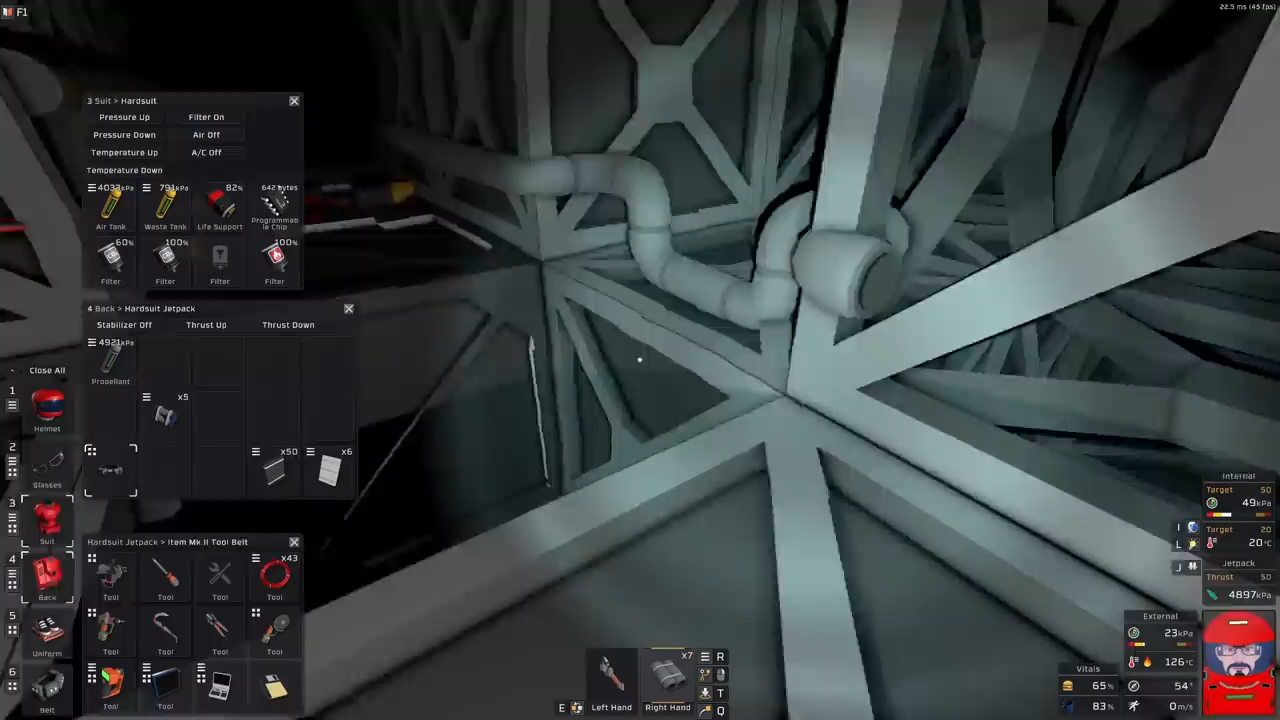 F1
22.5 ms (45 fps)
3 Suit > Hardsuit
Pressure Up
Filter On
Pressure Down
Air Off
Temperature Up
A/C Off
Temperature Down
4033kPa
791kPa
82%
642 bytes
Air Tank
Waste Tank
Life Support
Programmab
le Chip
60%
100%
100%
Filter
Filter
Filter
Filter
4 Back > Hardsuit Jetpack
Stabilizer Off
Thrust Up
Thrust Down
4921kPa
Propellant
x5
x50
x6
Close All
1
Helmet
2
Glasses
3
Suit
4
Back
5
Uniform
6
Belt
Hardsuit Jetpack > Item Mk II Tool Belt
x43
Tool
Tool
Tool
Tool
Tool
Tool
Tool
Tool
Tool
Tool
E
Left Hand
x7
Right Hand
R
T
Q
Internal
Target 50
49kPa
Target 20
20°C
I
L
J
Jetpack
Thrust 50
4897kPa
External
23kPa
126°C
54°
0m/s
Vitals
65%
83%